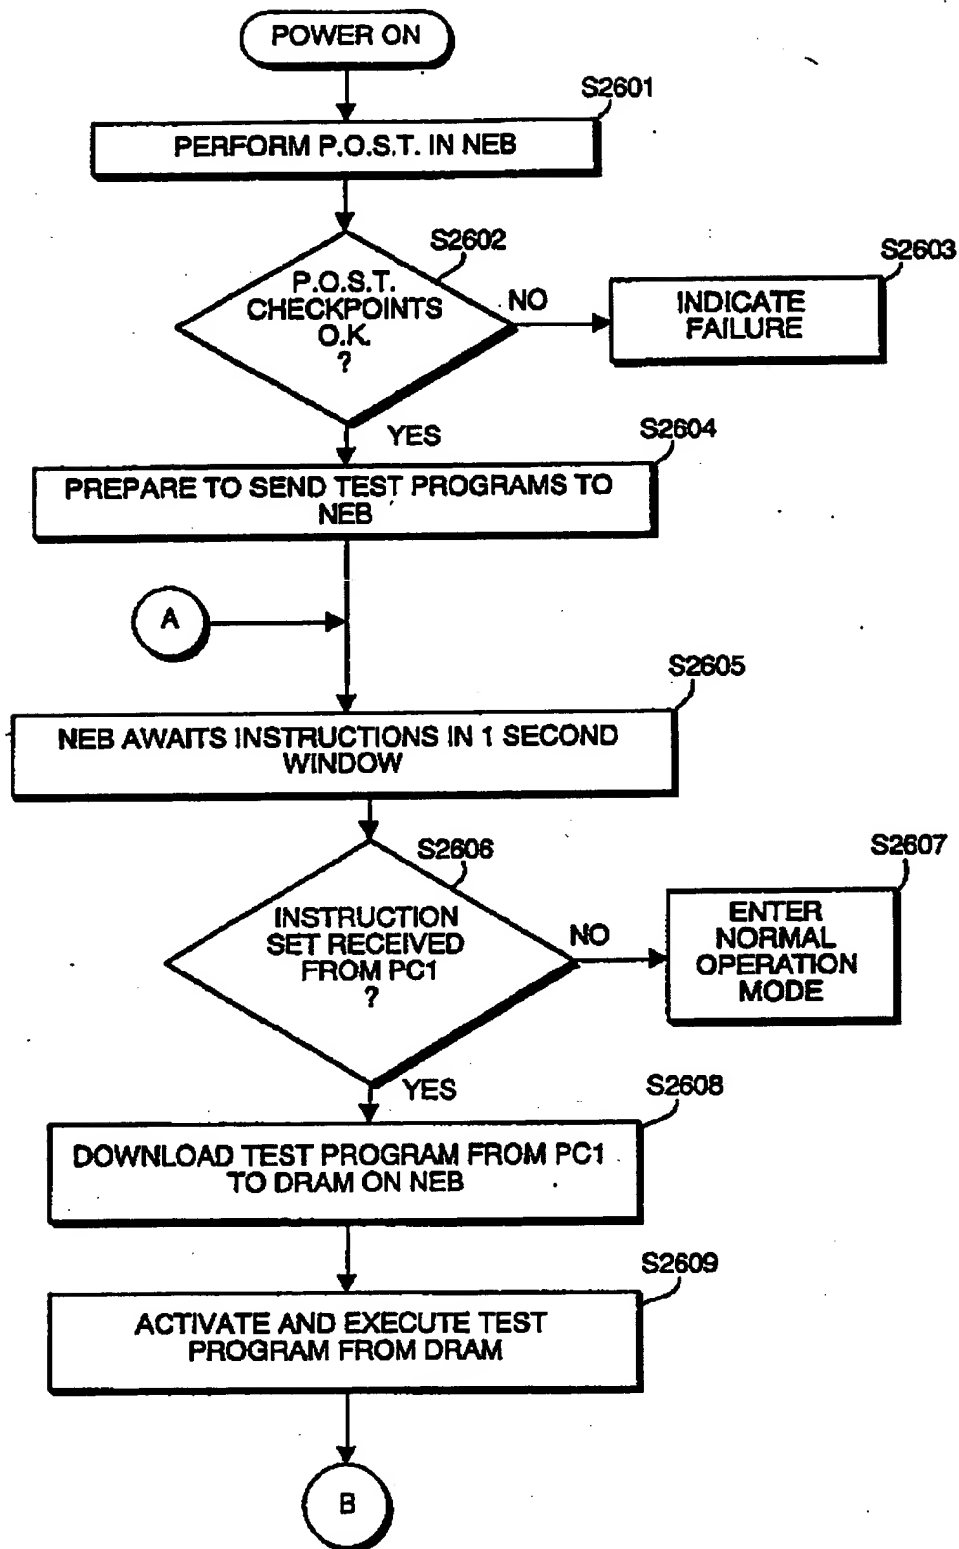 POWER ON
S2601
PERFORM P.O.S.T. IN NEB
S2602
P.O.S.T.
CHECKPOINTS
O.K.
?
NO
S2603
INDICATE
FAILURE
YES
S2604
PREPARE TO SEND TEST PROGRAMS TO
NEB
A
S2605
NEB AWAITS INSTRUCTIONS IN 1 SECOND
WINDOW
S2606
INSTRUCTION
SET RECEIVED
FROM PC1
?
NO
S2607
ENTER
NORMAL
OPERATION
MODE
YES
S2608
DOWNLOAD TEST PROGRAM FROM PC1
TO DRAM ON NEB
S2609
ACTIVATE AND EXECUTE TEST
PROGRAM FROM DRAM
B